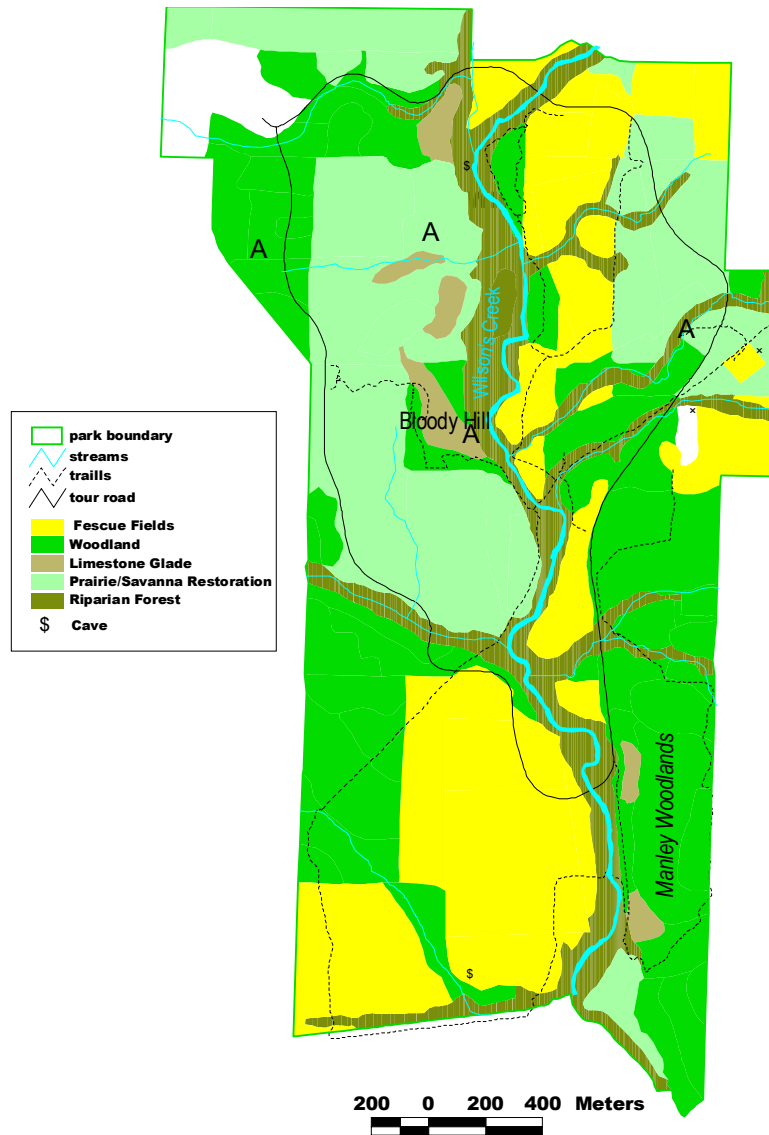 $
A
A
Wilson's Creek
A
x
x
Bloody Hill
A
park boundary
streams
traills
tour road
Fescue Fields
Woodland
Limestone Glade
Prairie/Savanna Restoration
Riparian Forest
$ Cave
Manley Woodlands
$
200 0 200 400 Meters